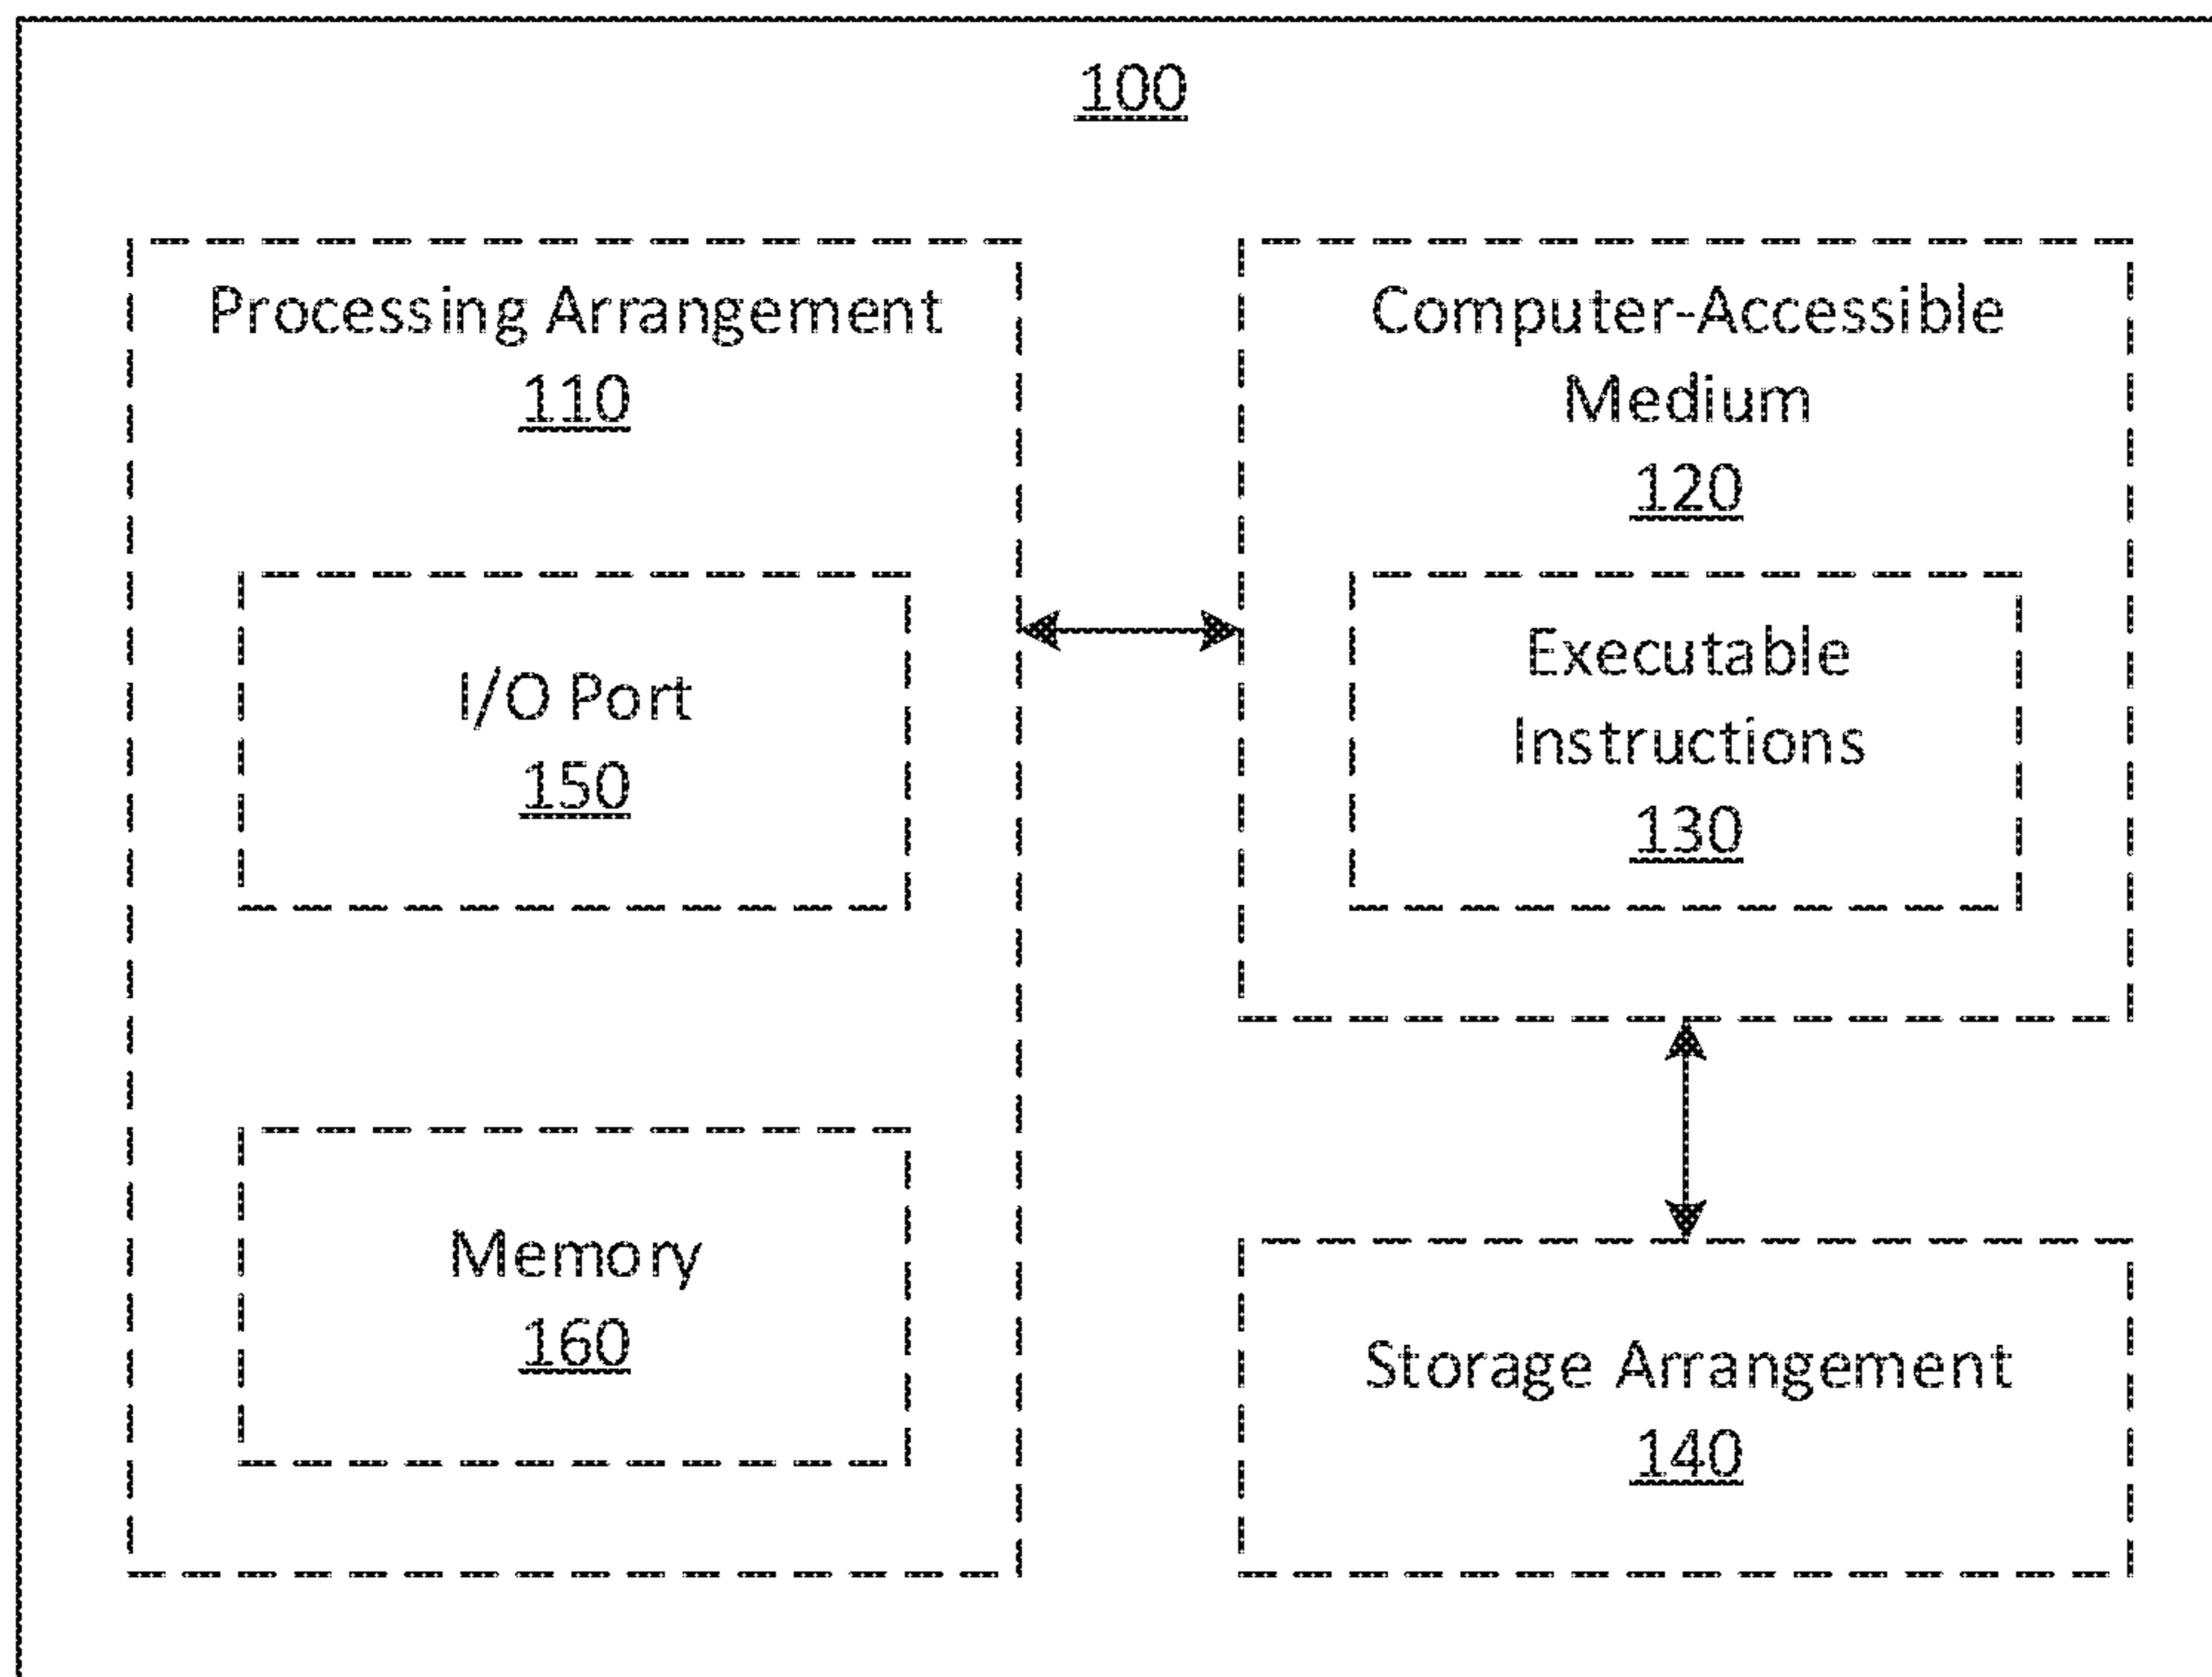 100
Processing Arrangement
110
I/O Port
150
Memory
160
Computer-Accessible
Medium
120
Executable
Instructions
130
Storage Arrangement
140